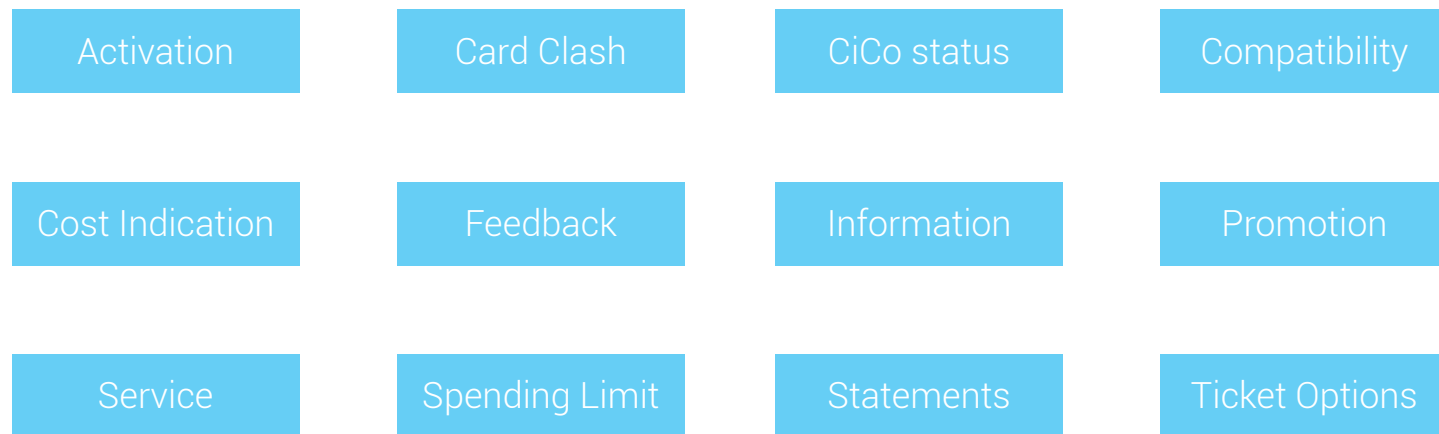 Activation
Card Clash
CiCo status
Compatibility
Cost Indication
Feedback
Information
Promotion
Service
Spending Limit
Statements
Ticket Options